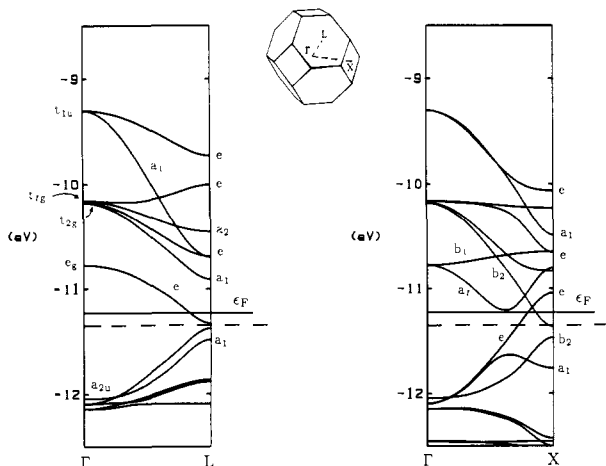 -9
t1u
a1
e
e
-10
t1g
t2g
a2
e
a1
(eV)
eg
e
-11
εF
a1
a2u
-12
Γ
L
L
Γ
X
-9
-10
e
a1
e
(eV)
b1
b2
a1
e
-11
εF
e
b2
a1
-12
Γ
X